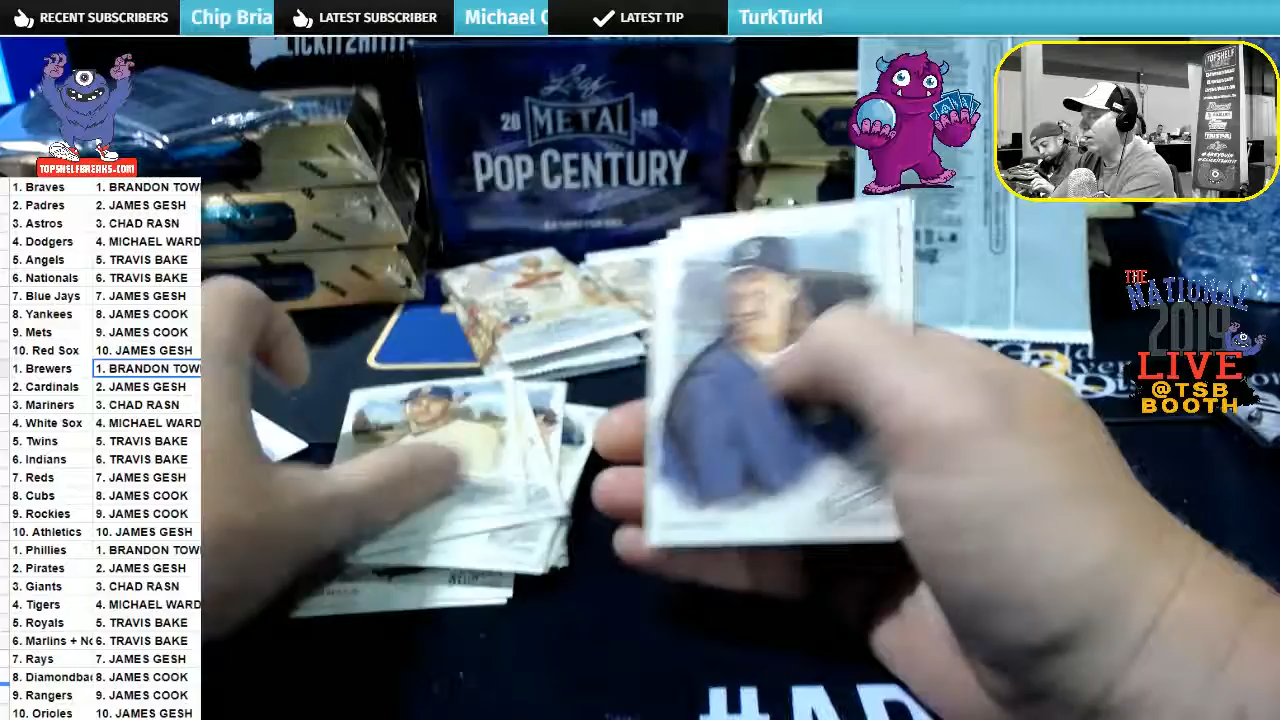 RECENT SUBSCRIBERS
Chip Bria
LATEST SUBSCRIBER
Michael
LATEST TIP
TurkTurkl
CLICKIT2HITIT
TOPSHELFBREAKS.COM
Leaf
20 METAL 19
POP CENTURY
TOPSHELF
THE
NATIONAL
2019
LIVE
@TSB
BOOTH
1. Braves 1. BRANDON TOW
2. Padres 2. JAMES GESH
3. Astros 3. CHAD RASN
4. Dodgers 4. MICHAEL WARD
5. Angels 5. TRAVIS BAKE
6. Nationals 6. TRAVIS BAKE
7. Blue Jays 7. JAMES GESH
8. Yankees 8. JAMES COOK
9. Mets 9. JAMES COOK
10. Red Sox 10. JAMES GESH
1. Brewers 1. BRANDON TOW
2. Cardinals 2. JAMES GESH
3. Mariners 3. CHAD RASN
4. White Sox 4. MICHAEL WARD
5. Twins 5. TRAVIS BAKE
6. Indians 6. TRAVIS BAKE
7. Reds 7. JAMES GESH
8. Cubs 8. JAMES COOK
9. Rockies 9. JAMES COOK
10. Athletics 10. JAMES GESH
1. Phillies 1. BRANDON TOW
2. Pirates 2. JAMES GESH
3. Giants 3. CHAD RASN
4. Tigers 4. MICHAEL WARD
5. Royals 5. TRAVIS BAKE
6. Marlins + No 6. TRAVIS BAKE
7. Rays 7. JAMES GESH
8. Diamondba 8. JAMES COOK
9. Rangers 9. JAMES COOK
10. Orioles 10. JAMES GESH